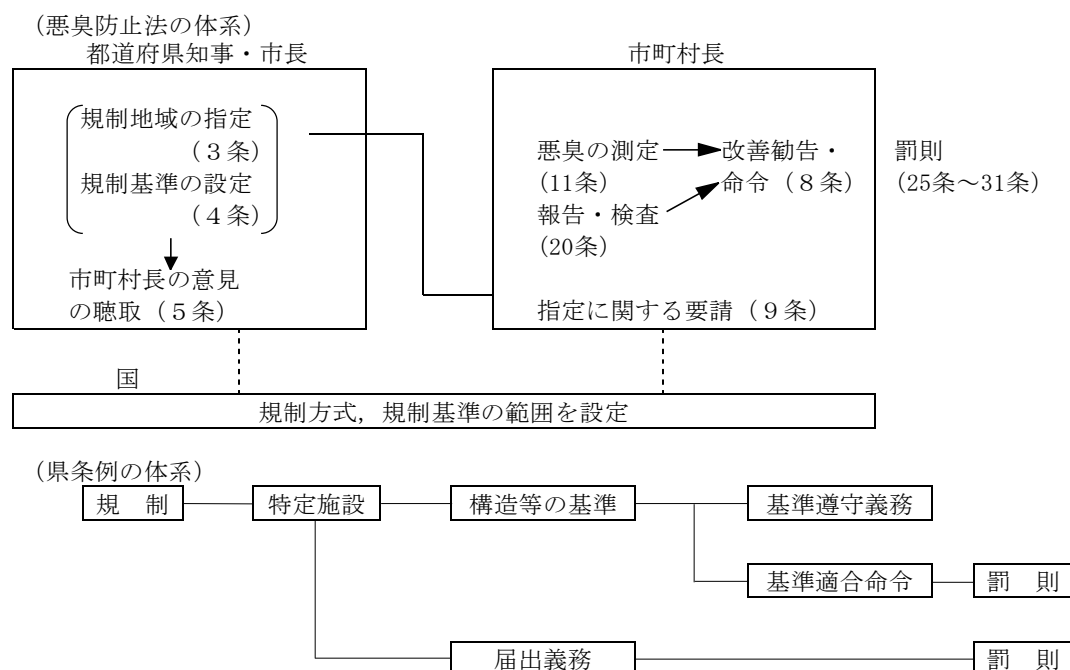 （悪臭防止法の体系）
都道府県知事・市長
市町村長
規制地域の指定
（３条）
規制基準の設定
（４条）
市町村長の意見
の聴取（５条）
悪臭の測定
(11条)
報告・検査
(20条)
改善勧告・
命令（８条）
指定に関する要請（９条）
罰則
(25条～31条)
国
規制方式，規制基準の範囲を設定
（県条例の体系）
規　制
特定施設
構造等の基準
基準遵守義務
基準適合命令
罰　則
届出義務
罰　則